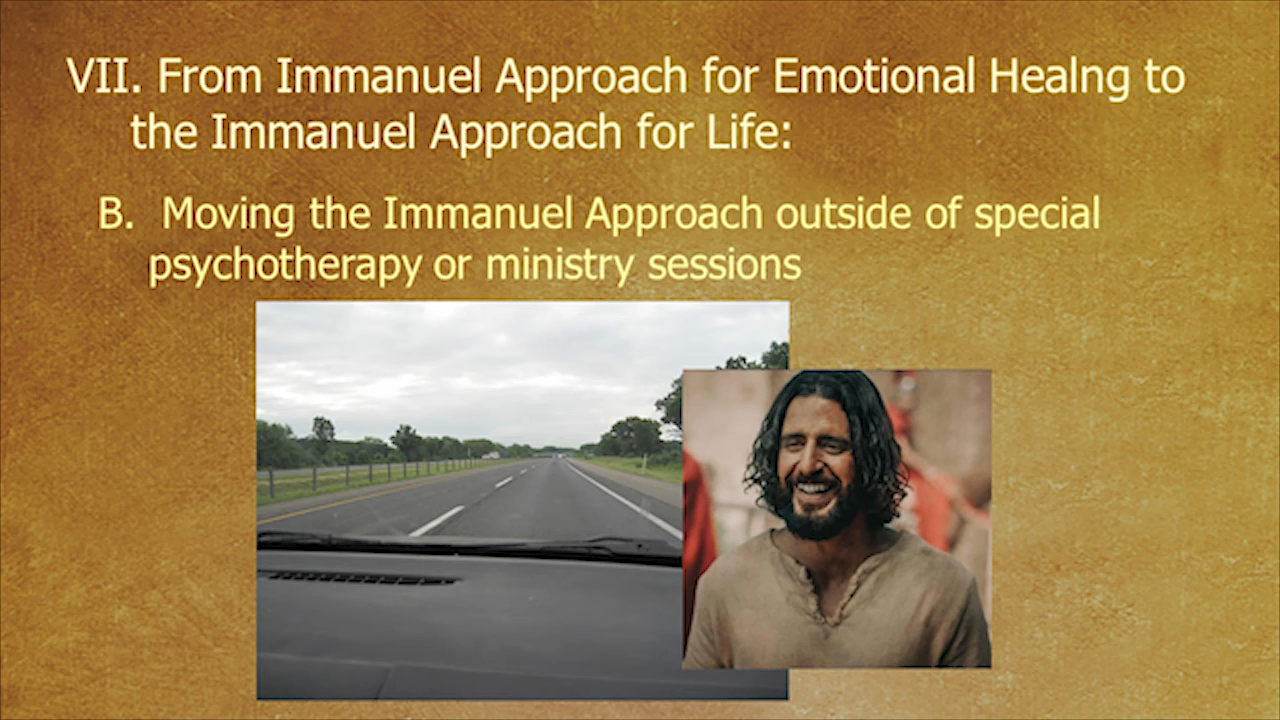 VII. From Immanuel Approach for Emotional Healng to
the Immanuel Approach for Life:
B. Moving the Immanuel Approach outside of special
psychotherapy or ministry sessions